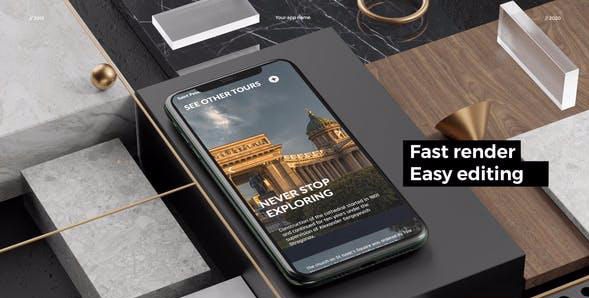 Your app name
// 2020
Saint Pete
SEE OTHER TOURS
NEVER STOP
EXPLORING
Construction of the cathedral started in 1801
and continued for ten years under the
supervision of Alexander Sergeyevich
Stroganov.
The church on St Isaac's Square was ordered by Tsar
Fast render
Easy editing